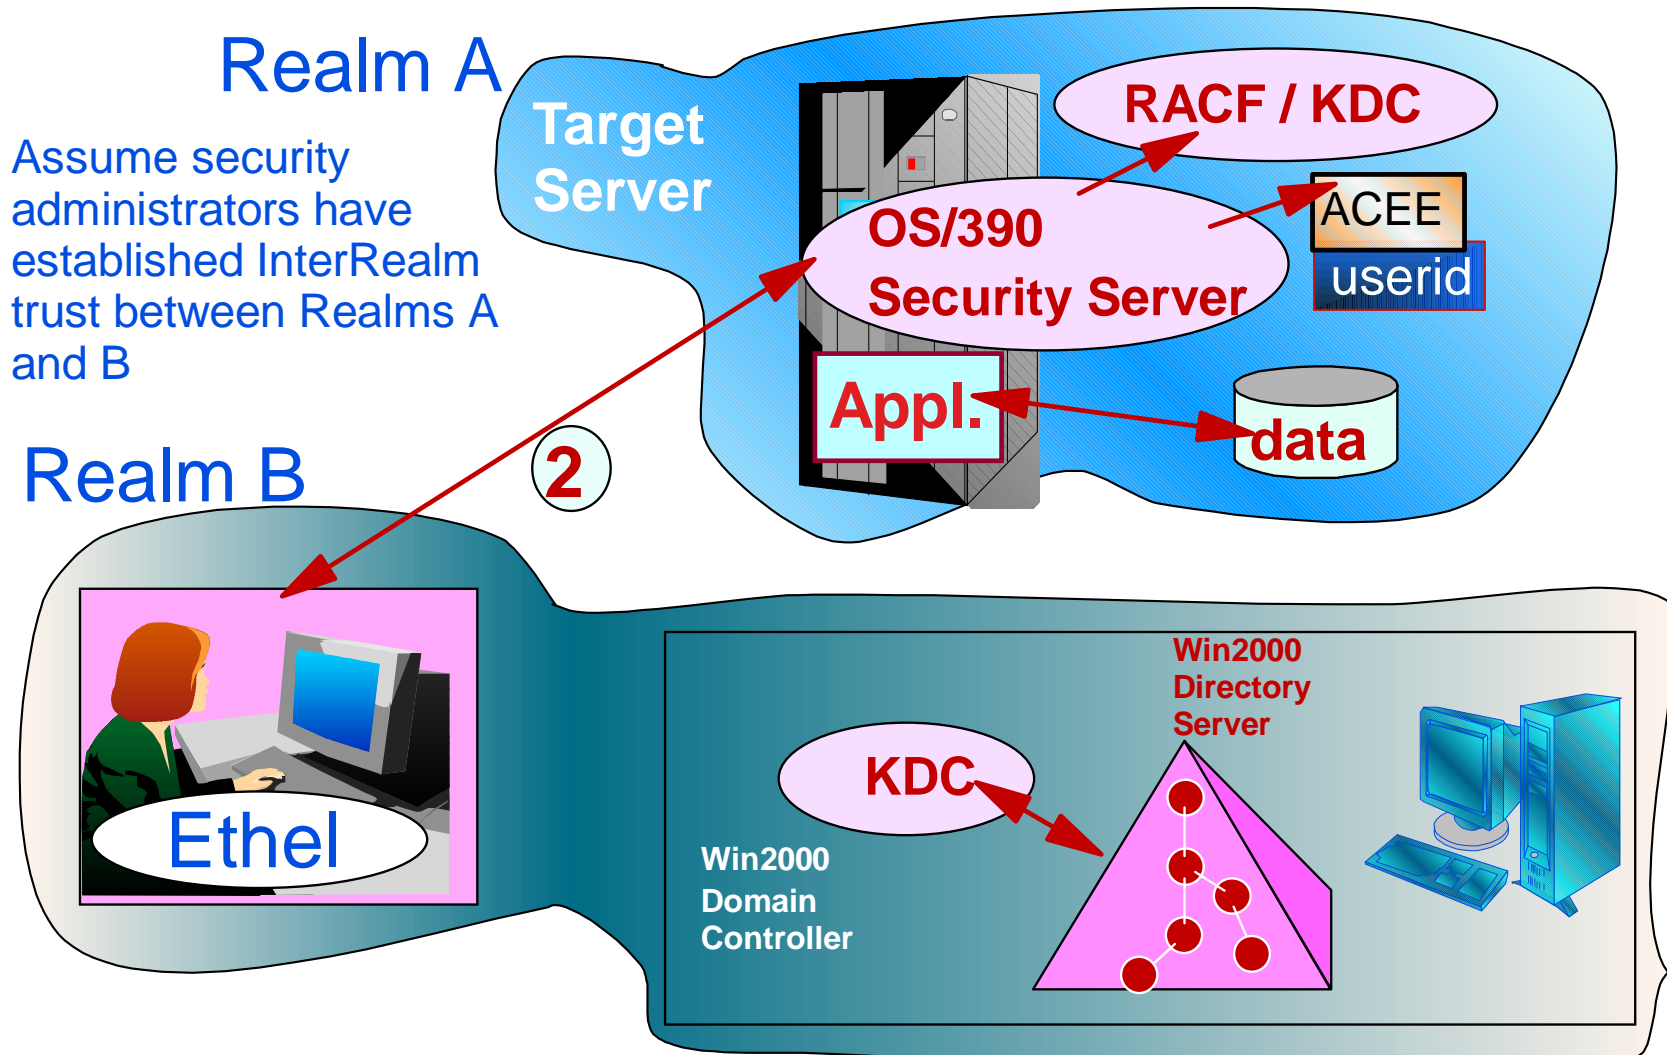 Realm A
Assume security
administrators have
established InterRealm
trust between Realms A
and B
Target
Server
RACF / KDC
OS/390
Security Server
ACEE
userid
Appl.
data
2
Realm B
Ethel
KDC
Win2000
Domain
Controller
Win2000
Directory
Server